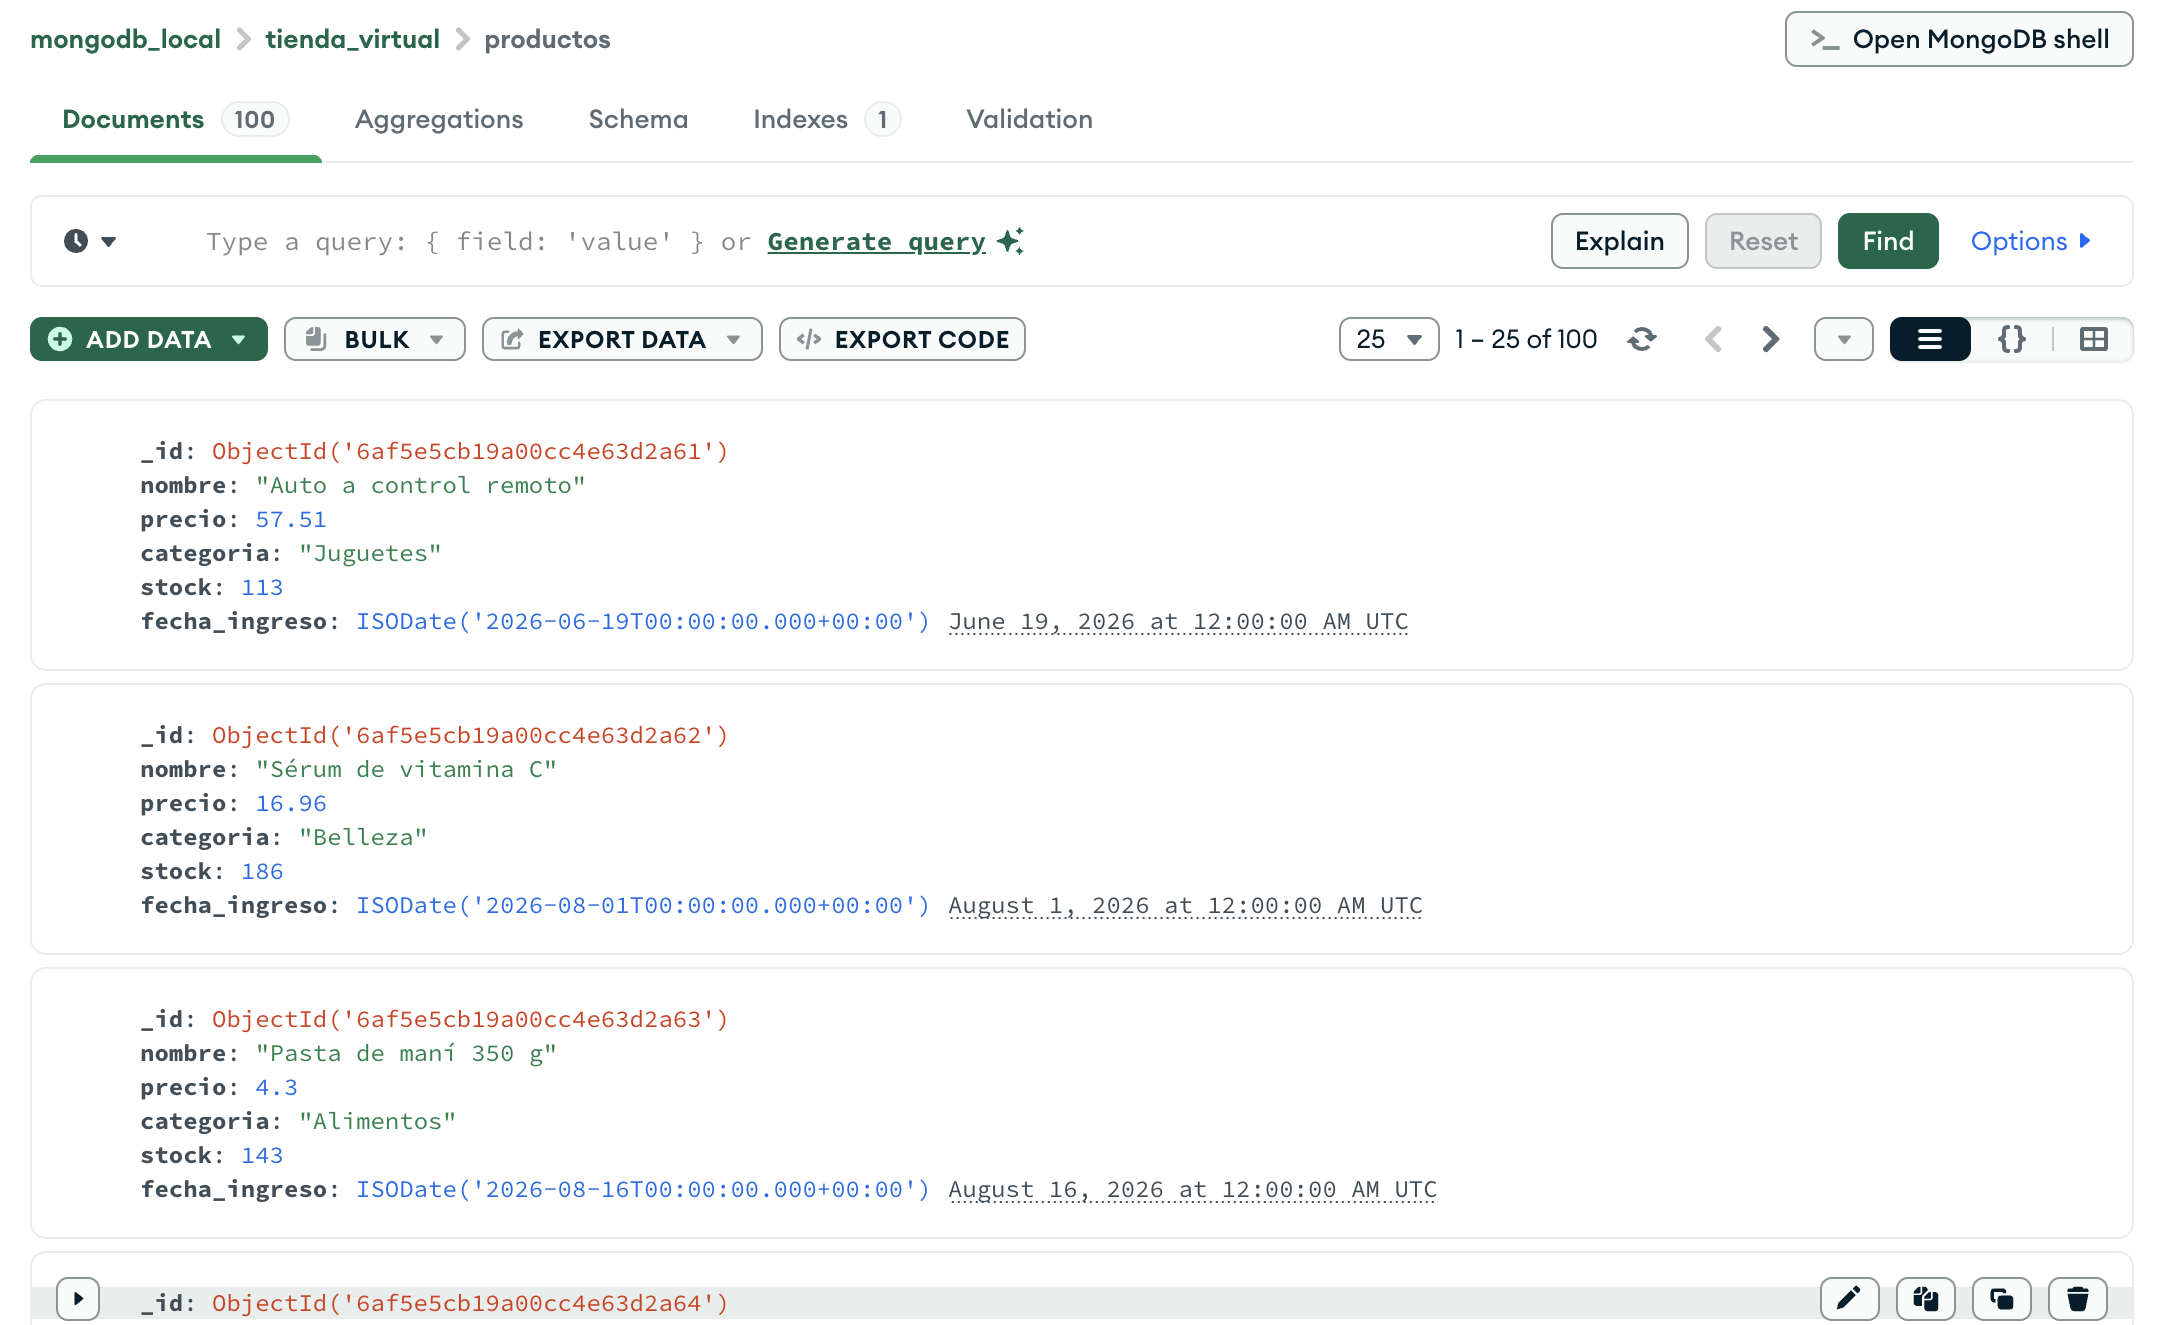 mongodb_local > tienda_virtual > productos
>_ Open MongoDB shell
Documents 100 Aggregations Schema Indexes 1 Validation
Type a query: { field: 'value' } or Generate query
Explain Reset Find Options
ADD DATA BULK EXPORT DATA </> EXPORT CODE 25 1 – 25 of 100 {}
_id: ObjectId('6af5e5cb19a00cc4e63d2a61')
nombre: "Auto a control remoto"
precio: 57.51
categoria: "Juguetes"
stock: 113
fecha_ingreso: ISODate('2026-06-19T00:00:00.000+00:00') June 19, 2026 at 12:00:00 AM UTC
_id: ObjectId('6af5e5cb19a00cc4e63d2a62')
nombre: "Sérum de vitamina C"
precio: 16.96
categoria: "Belleza"
stock: 186
fecha_ingreso: ISODate('2026-08-01T00:00:00.000+00:00') August 1, 2026 at 12:00:00 AM UTC
_id: ObjectId('6af5e5cb19a00cc4e63d2a63')
nombre: "Pasta de maní 350 g"
precio: 4.3
categoria: "Alimentos"
stock: 143
fecha_ingreso: ISODate('2026-08-16T00:00:00.000+00:00') August 16, 2026 at 12:00:00 AM UTC
_id: ObjectId('6af5e5cb19a00cc4e63d2a64')